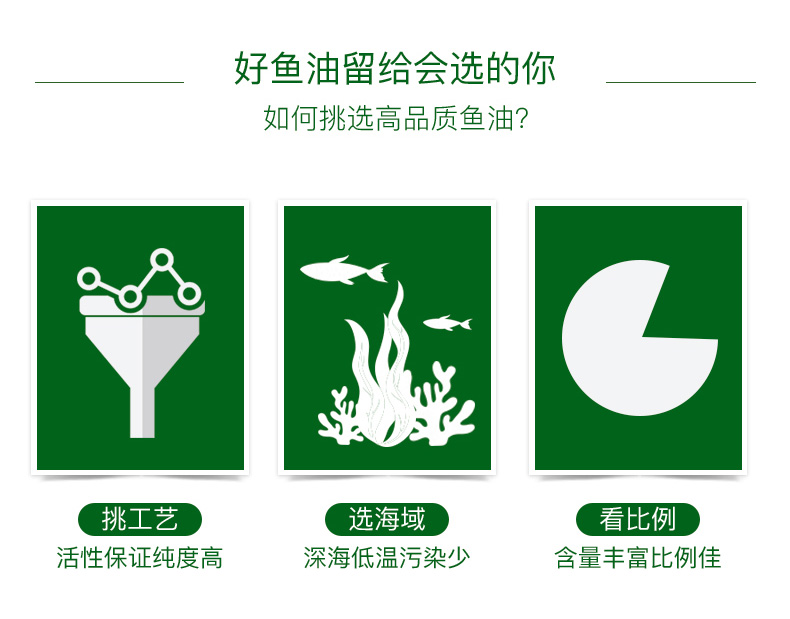 好鱼油留给会选的你
如何挑选高品质鱼油?
挑工艺
选海域
看比例
活性保证纯度高
深海低温污染少
含量丰富比例佳